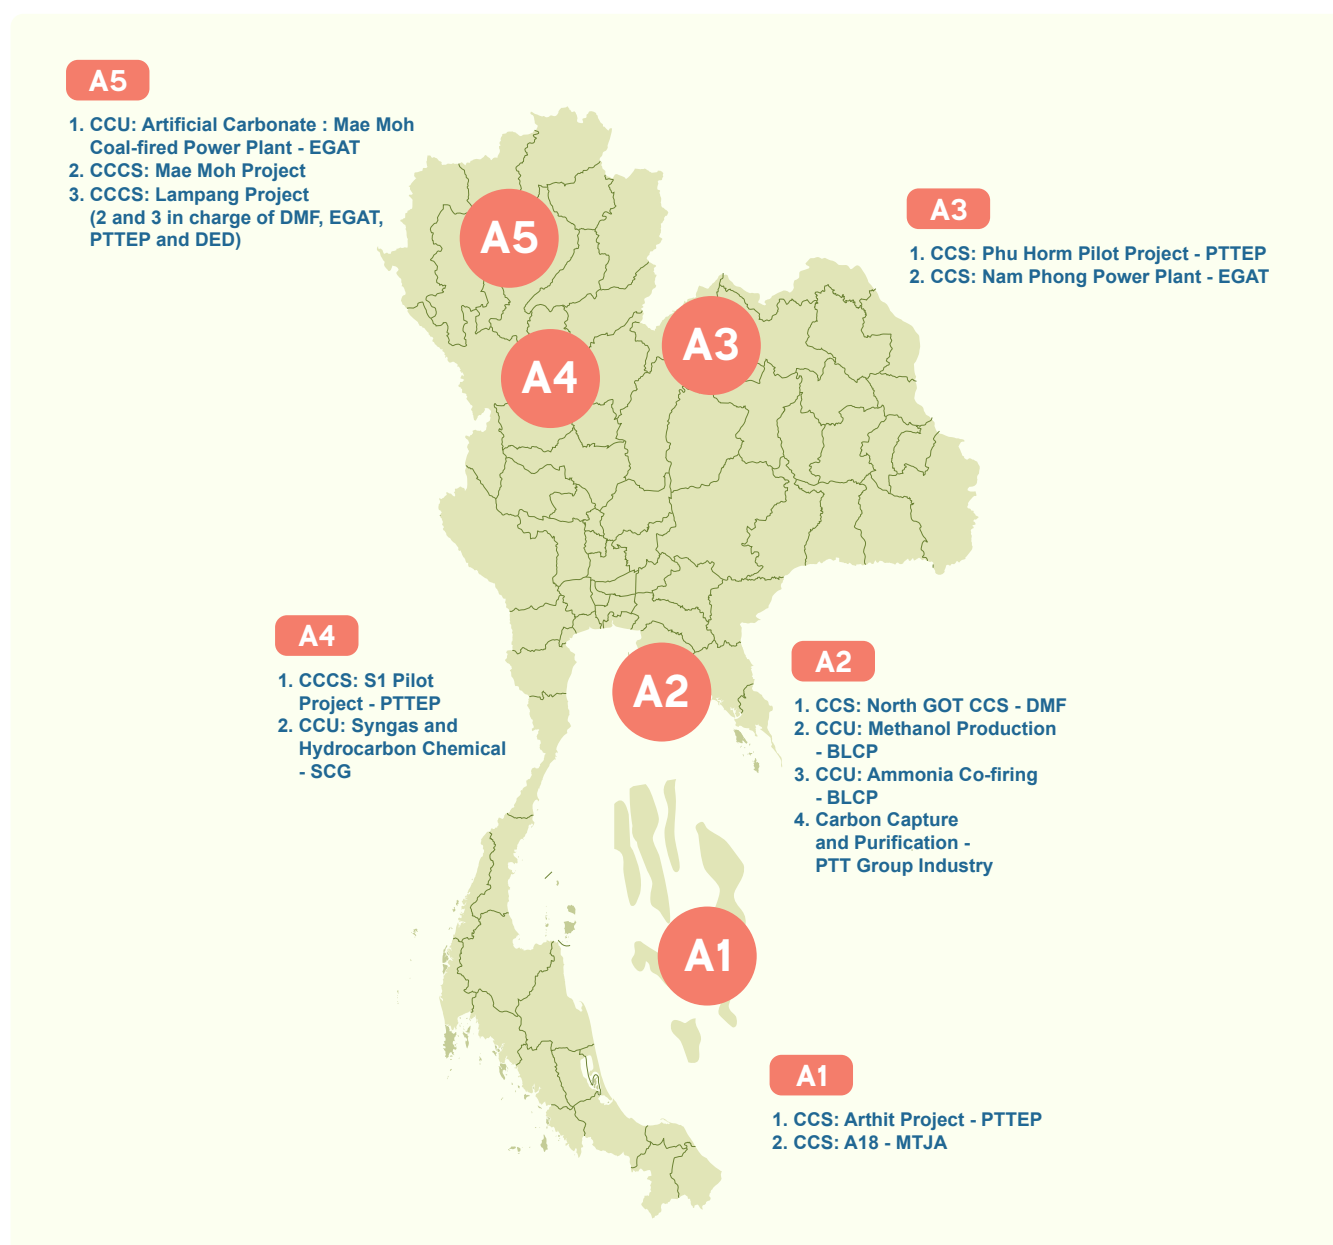 A5
1. CCU: Artificial Carbonate : Mae Moh
Coal-fired Power Plant - EGAT
2. CCCS: Mae Moh Project
3. CCCS: Lampang Project
(2 and 3 in charge of DMF, EGAT,
PTTEP and DED)
A5
A3
1. CCS: Phu Horm Pilot Project - PTTEP
2. CCS: Nam Phong Power Plant - EGAT
A3
A4
A4
1. CCCS: S1 Pilot
Project - PTTEP
2. CCU: Syngas and
Hydrocarbon Chemical
- SCG
A2
A2
1. CCS: North GOT CCS - DMF
2. CCU: Methanol Production
- BLCP
3. CCU: Ammonia Co-firing
- BLCP
4. Carbon Capture
and Purification -
PTT Group Industry
A1
A1
1. CCS: Arthit Project - PTTEP
2. CCS: A18 - MTJA